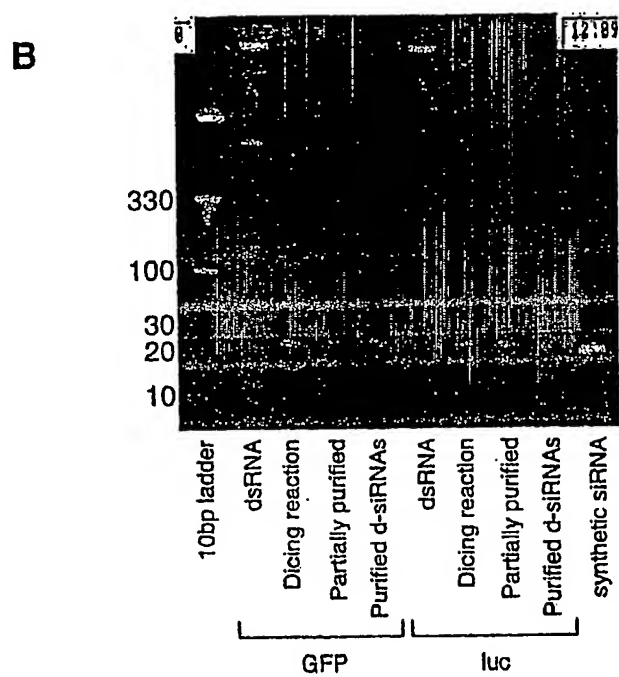 B
0
12:09
330
100
30
20
10
10bp ladder
dsRNA
Dicing reaction
Partially purified
Purified d-siRNAs
dsRNA
Dicing reaction
Partially purified
Purified d-siRNAs
synthetic siRNA
GFP
luc